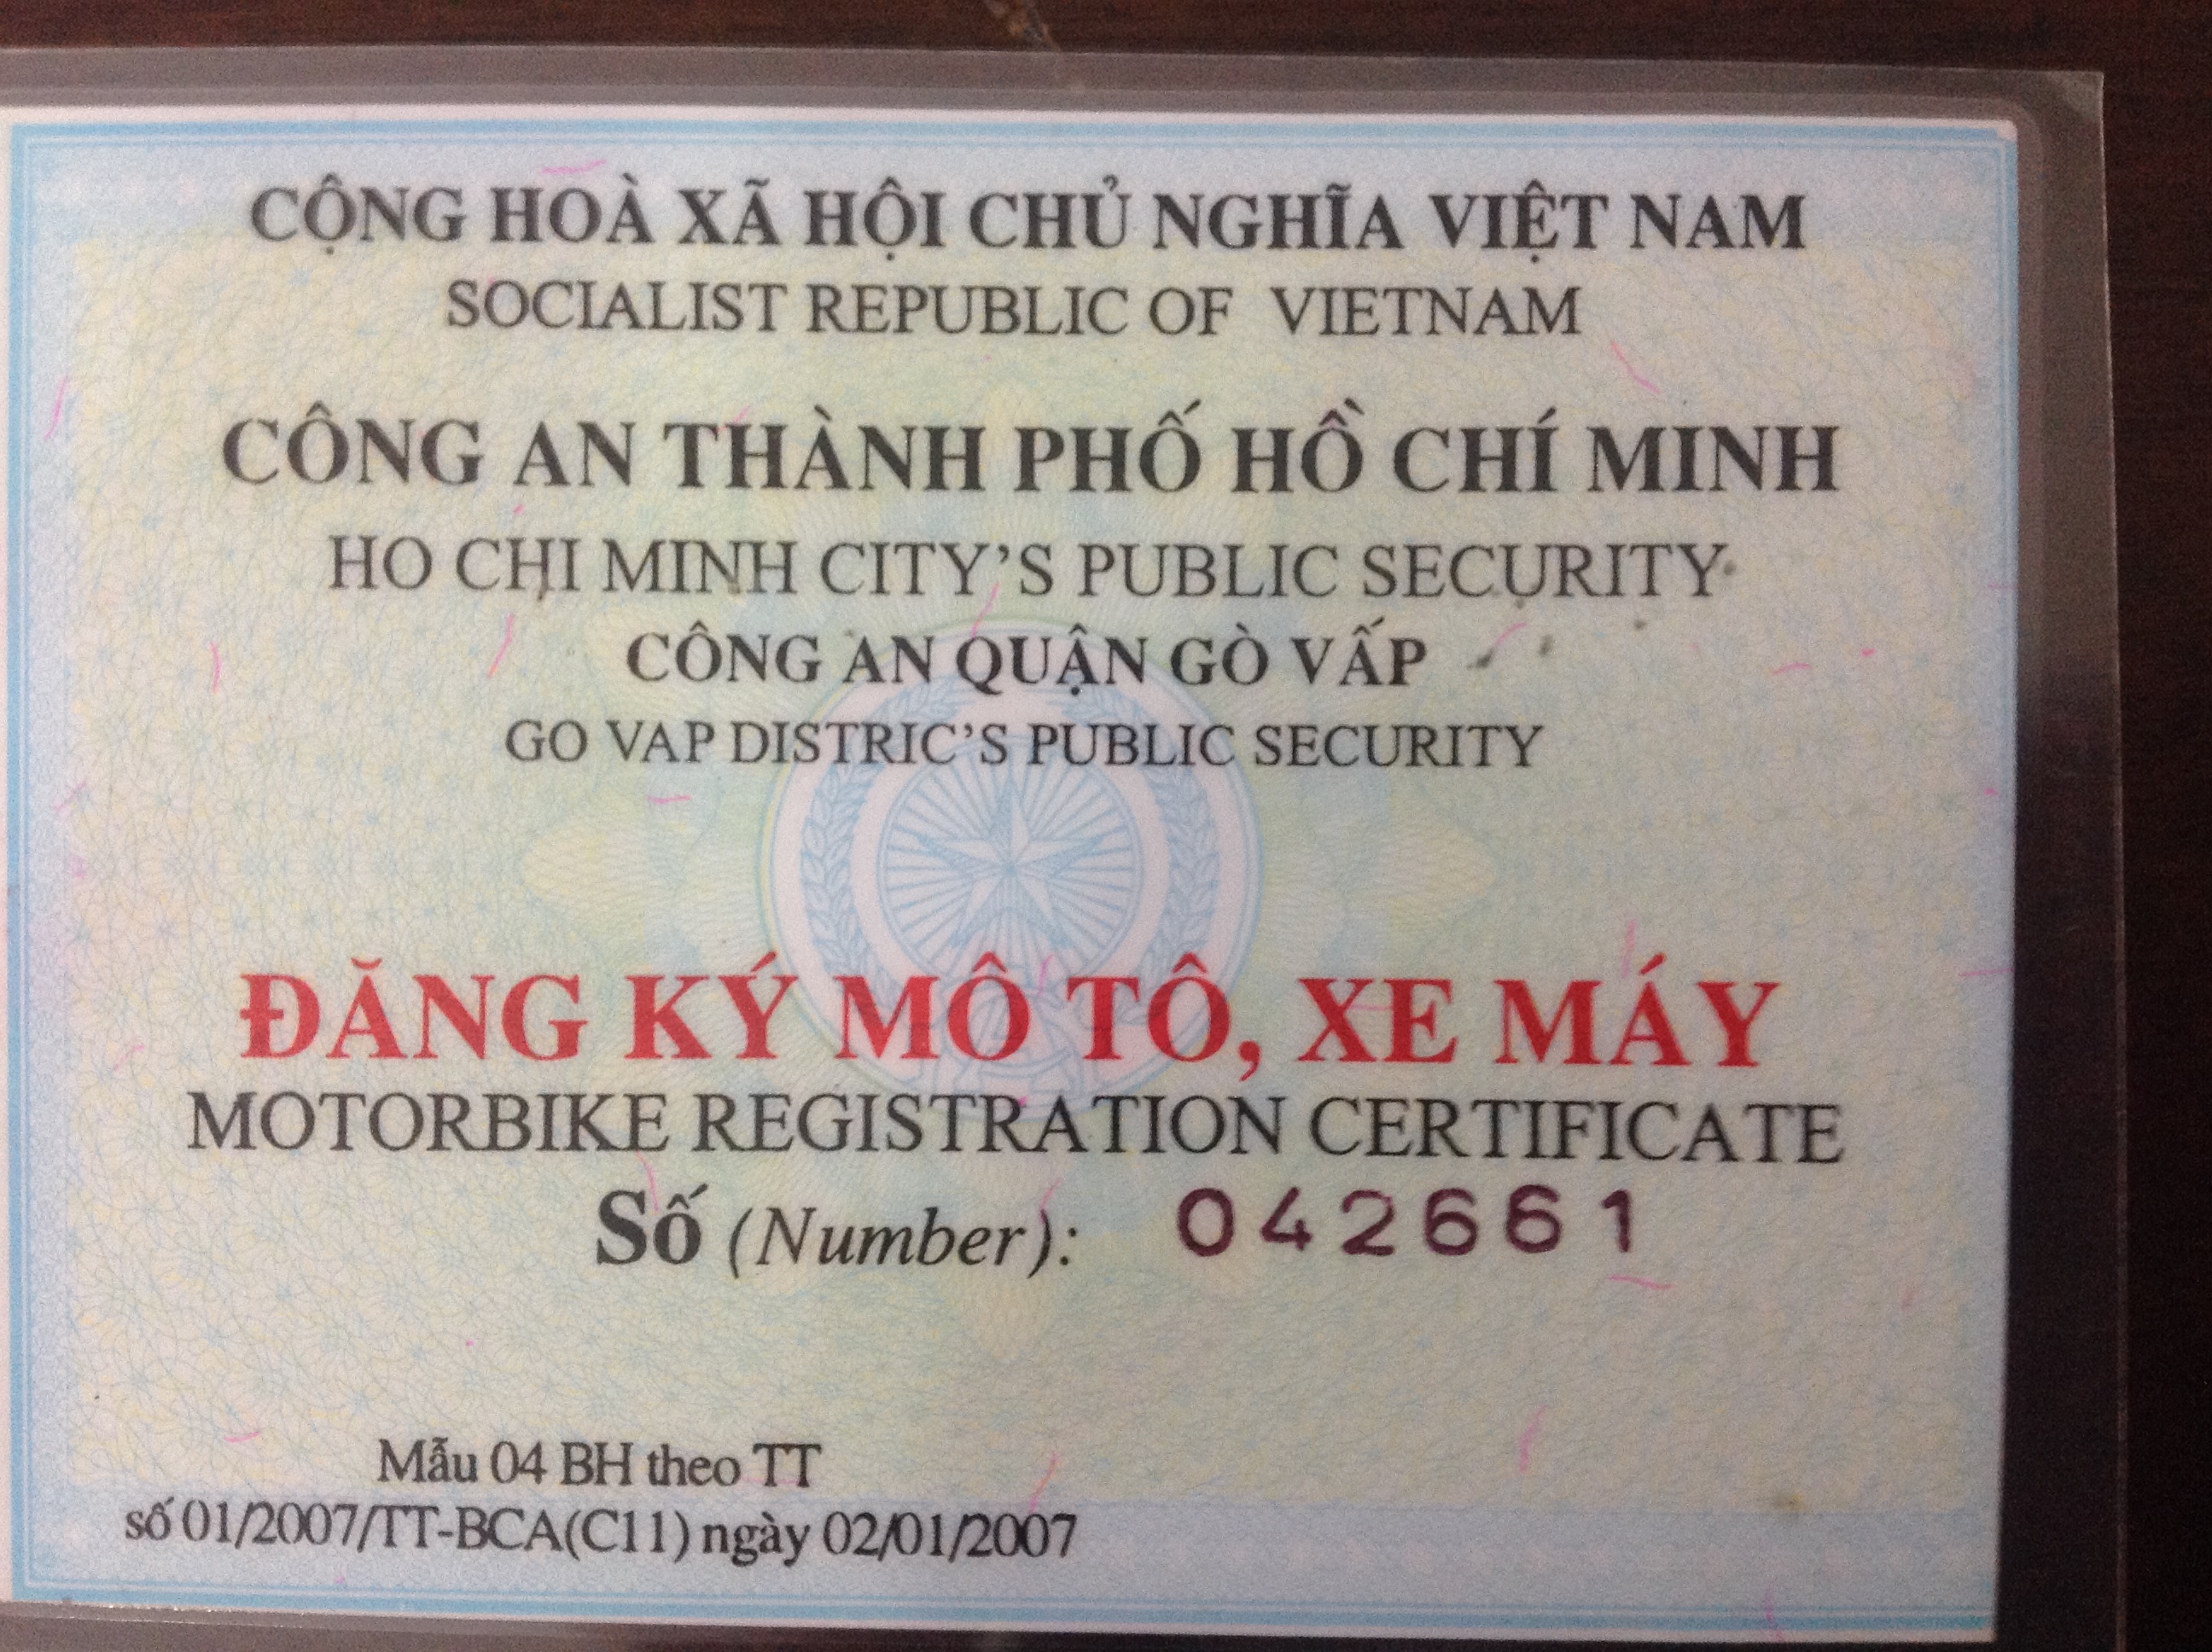 CỘNG HOÀ XÃ HỘI CHỦ NGHĨA VIỆT NAM
SOCIALIST REPUBLIC OF VIETNAM
CÔNG AN THÀNH PHỐ HỒ CHÍ MINH
HO CHI MINH CITY’S PUBLIC SECURITY
CÔNG AN QUẬN GÒ VẤP
GO VAP DISTRIC’S PUBLIC SECURITY
ĐĂNG KÝ MÔ TÔ, XE MÁY
MOTORBIKE REGISTRATION CERTIFICATE
Số (Number): 042661
Mẫu 04 BH theo TT
số 01/2007/TT-BCA(C11) ngày 02/01/2007